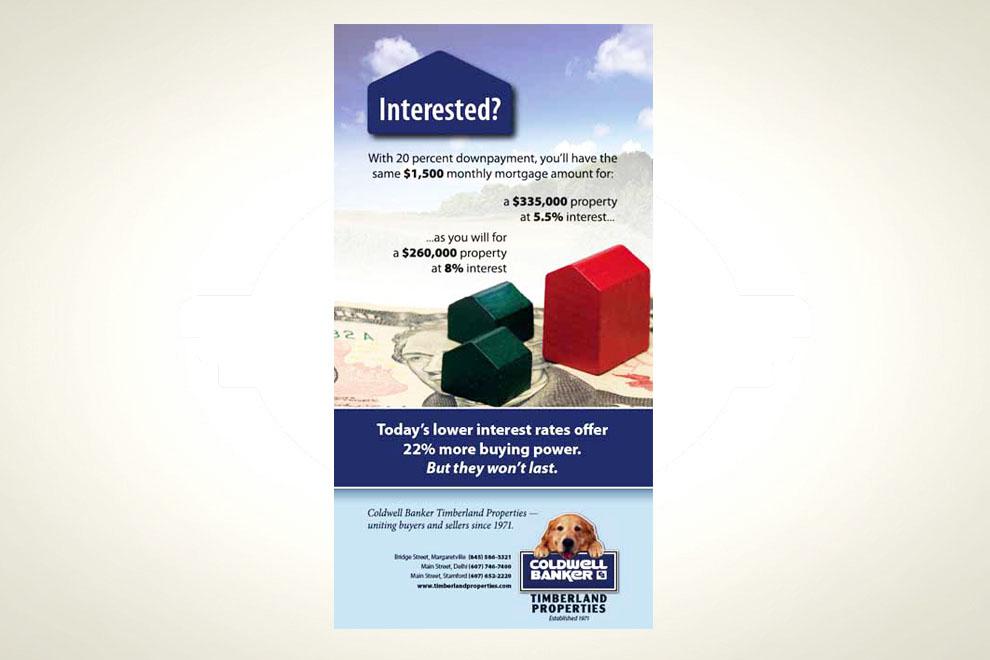 Interested?
With 20 percent downpayment, you'll have the
same $1,500 monthly mortgage amount for:
a $335,000 property
at 5.5% interest...
...as you will for
a $260,000 property
at 8% interest
Today's lower interest rates offer
22% more buying power.
But they won't last.
Coldwell Banker Timberland Properties —
uniting buyers and sellers since 1971.
Bridge Street, Margaretville (845) 586-3321
Main Street, Delhi (607) 746-7400
Main Street, Stamford (607) 652-2220
www.timberlandproperties.com
COLDWELL
BANKER
TIMBERLAND
PROPERTIES
Established 1971